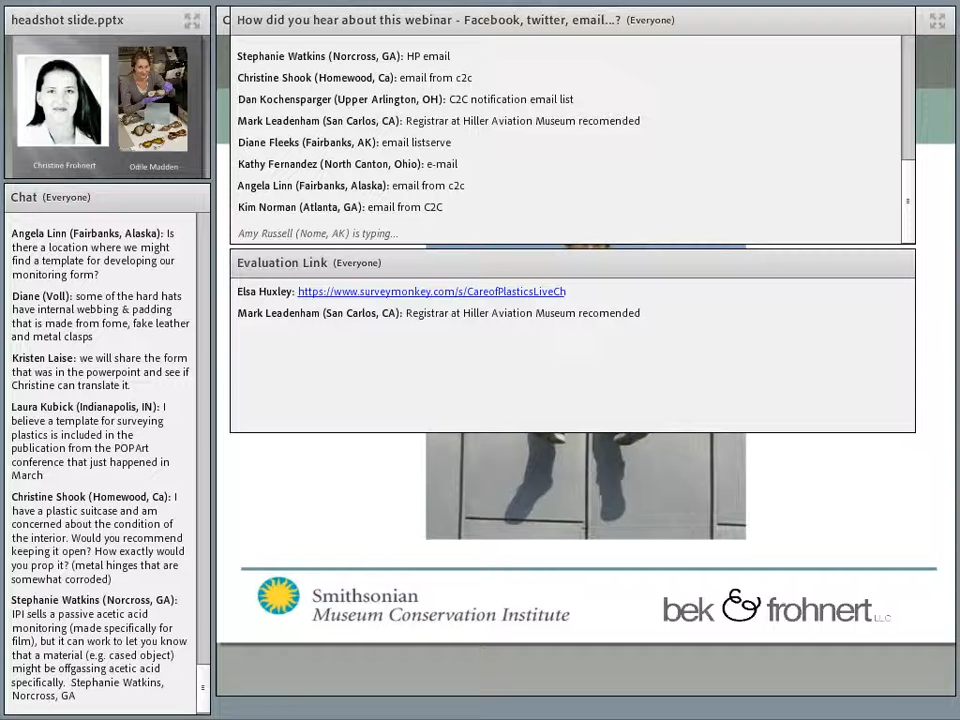 headshot slide.pptx
Christine Frohnert
Odile Madden
Chat (Everyone)
Angela Linn (Fairbanks, Alaska): Is
there a location where we might
find a template for developing our
monitoring form?
Diane (Voll): some of the hard hats
have internal webbing & padding
that is made from fome, fake leather
and metal clasps
Kristen Laise: we will share the form
that was in the powerpoint and see if
Christine can translate it.
Laura Kubick (Indianapolis, IN): I
believe a template for surveying
plastics is included in the
publication from the POPArt
conference that just happened in
March
Christine Shook (Homewood, Ca): I
have a plastic suitcase and am
concerned about the condition of
the interior. Would you recommend
keeping it open? How exactly would
you prop it? (metal hinges that are
somewhat corroded)
Stephanie Watkins (Norcross, GA):
IPI sells a passive acetic acid
monitoring (made specifically for
film), but it can work to let you know
that a material (e.g. cased object)
might be offgassing acetic acid
specifically. Stephanie Watkins,
Norcross, GA
C
How did you hear about this webinar - Facebook, twitter, email...? (Everyone)
Stephanie Watkins (Norcross, GA): HP email
Christine Shook (Homewood, Ca): email from c2c
Dan Kochensparger (Upper Arlington, OH): C2C notification email list
Mark Leadenham (San Carlos, CA): Registrar at Hiller Aviation Museum recomended
Diane Fleeks (Fairbanks, AK): email listserve
Kathy Fernandez (North Canton, Ohio): e-mail
Angela Linn (Fairbanks, Alaska): email from c2c
Kim Norman (Atlanta, GA): email from C2C
Amy Russell (Nome, AK) is typing...
Evaluation Link (Everyone)
Elsa Huxley: https://www.surveymonkey.com/s/CareofPlasticsLiveCh
Mark Leadenham (San Carlos, CA): Registrar at Hiller Aviation Museum recomended
Smithsonian
Museum Conservation Institute
bek & frohnert LLC